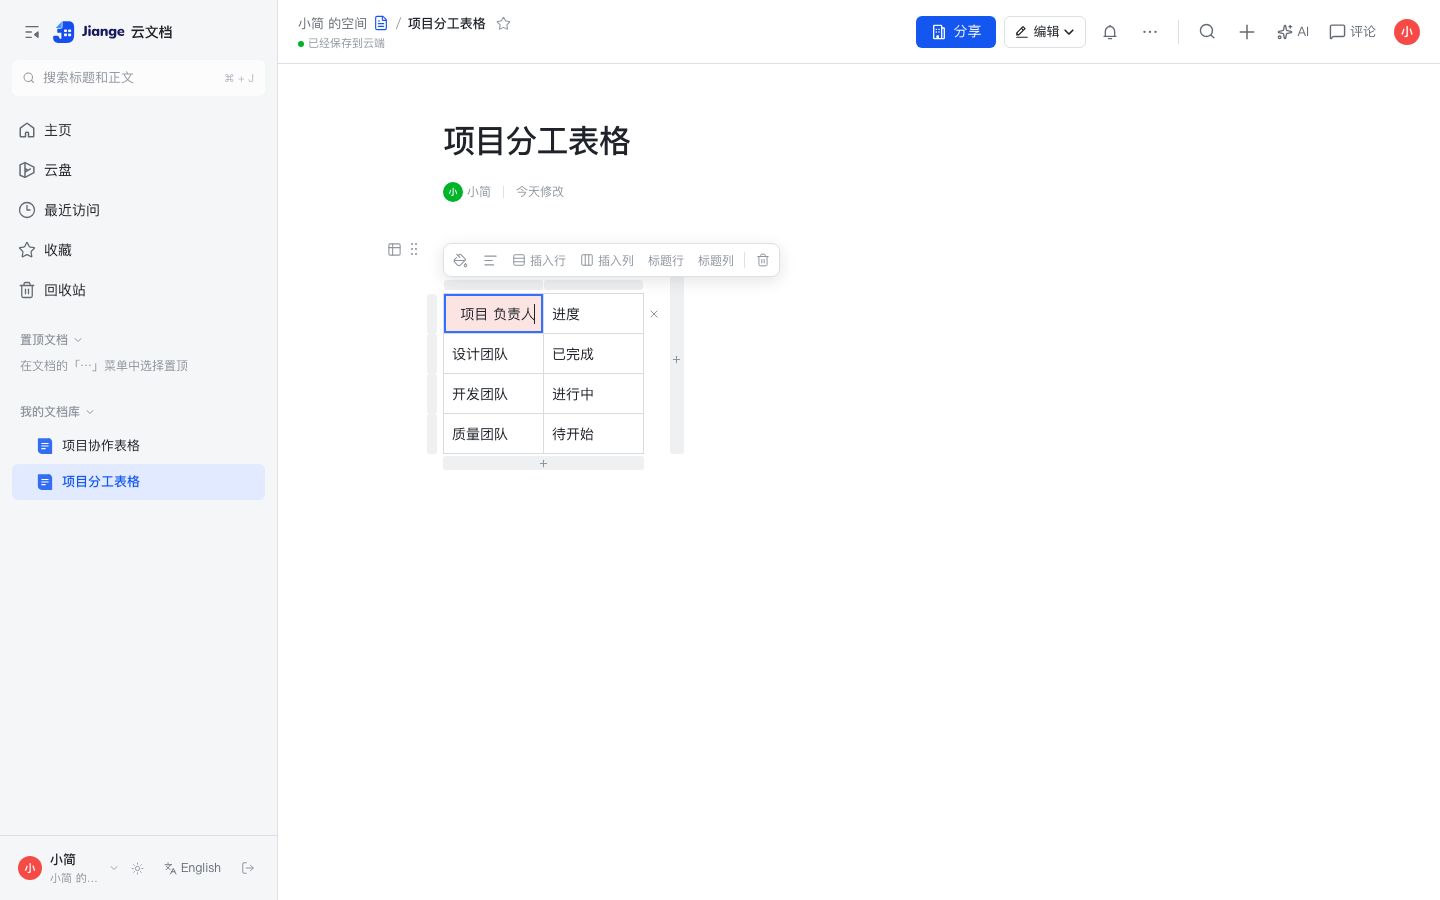 Jiange 云文档
搜索标题和正文 ⌘ + J
主页
云盘
最近访问
收藏
回收站
置顶文档
在文档的「···」菜单中选择置顶
我的文档库
项目协作表格
项目分工表格
小
小简
小简 的...
English
小简 的空间 / 项目分工表格
已经保存到云端
分享
编辑
AI
评论
小
项目分工表格
小 小简 今天修改
插入行 插入列 标题行 标题列
项目 负责人 进度
设计团队 已完成
开发团队 进行中
质量团队 待开始